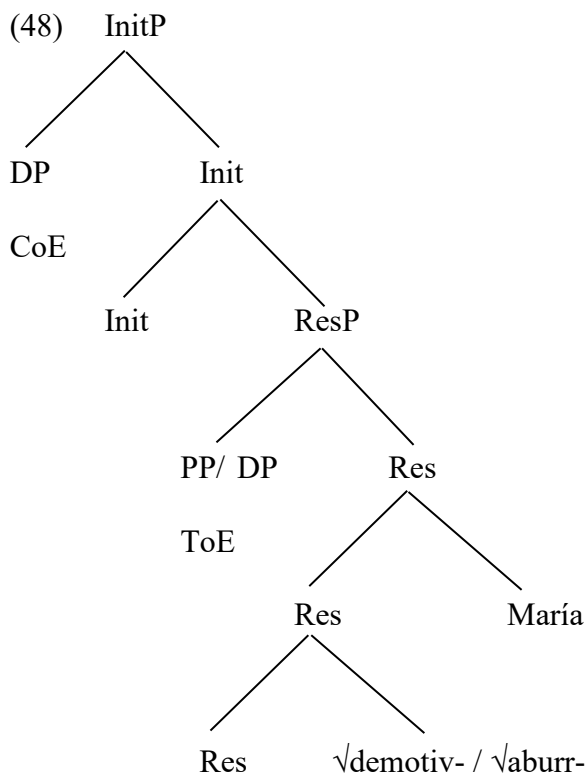 (48) InitP
DP Init
CoE
Init ResP
PP/ DP Res
ToE
Res María
Res √demotiv- / √aburr-